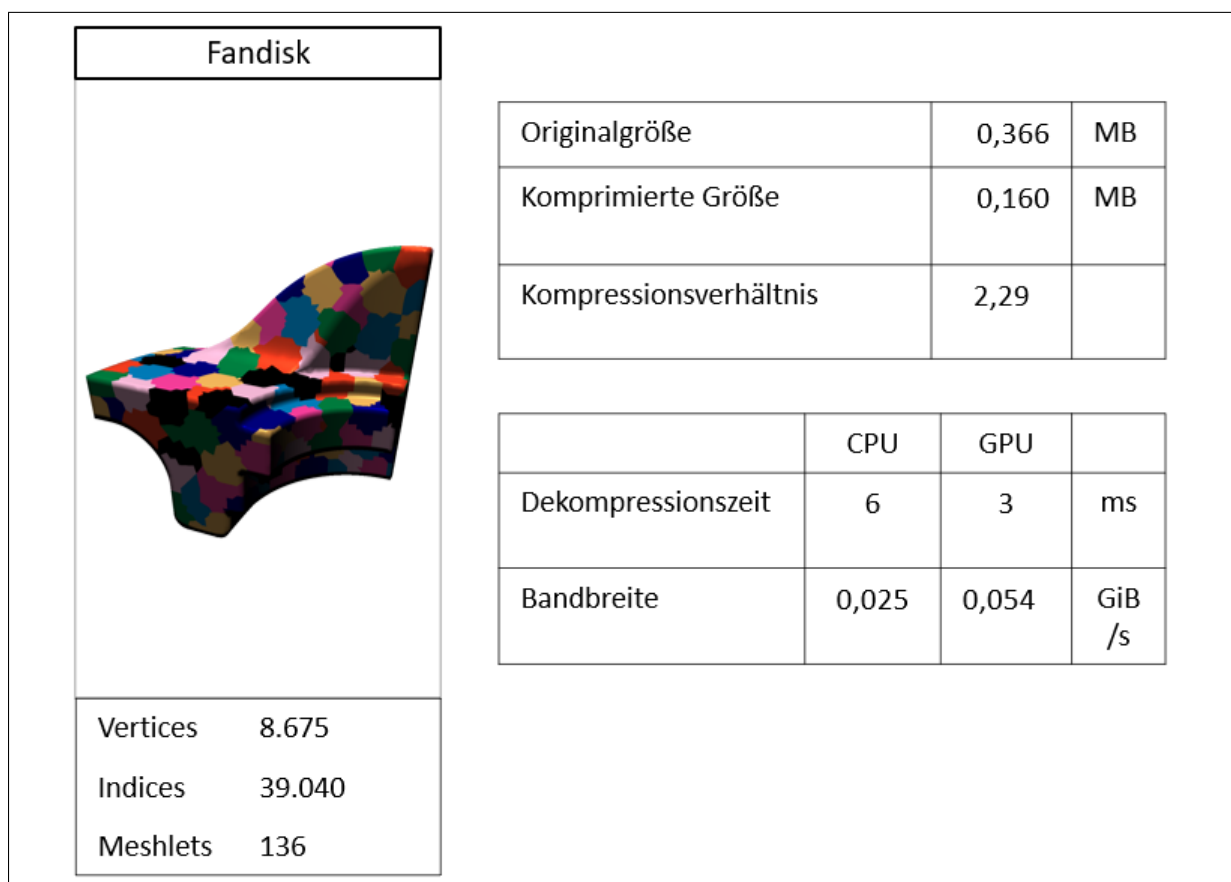 Fandisk
Originalgröße 0,366 MB
Komprimierte Größe 0,160 MB
Kompressionsverhältnis 2,29
CPU GPU
Dekompressionszeit 6 3 ms
Bandbreite 0,025 0,054 GiB
/s
Vertices 8.675
Indices 39.040
Meshlets 136